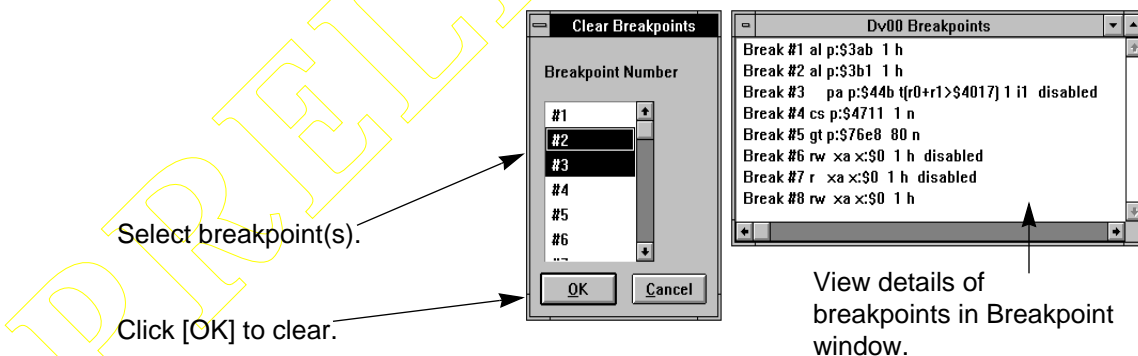 PREL
Clear Breakpoints
Breakpoint Number
#1
#2
#3
#4
#5
#6
OK
Cancel
Dv00 Breakpoints
Break #1 al p:$3ab 1 h
Break #2 al p:$3b1 1 h
Break #3 pa p:$44b t(r0+r1>$4017) 1 i1 disabled
Break #4 cs p:$4711 1 n
Break #5 gt p:$76e8 80 n
Break #6 rw xa x:$0 1 h disabled
Break #7 r xa x:$0 1 h disabled
Break #8 rw xa x:$0 1 h
Select breakpoint(s).
Click [OK] to clear.
View details of
breakpoints in Breakpoint
window.